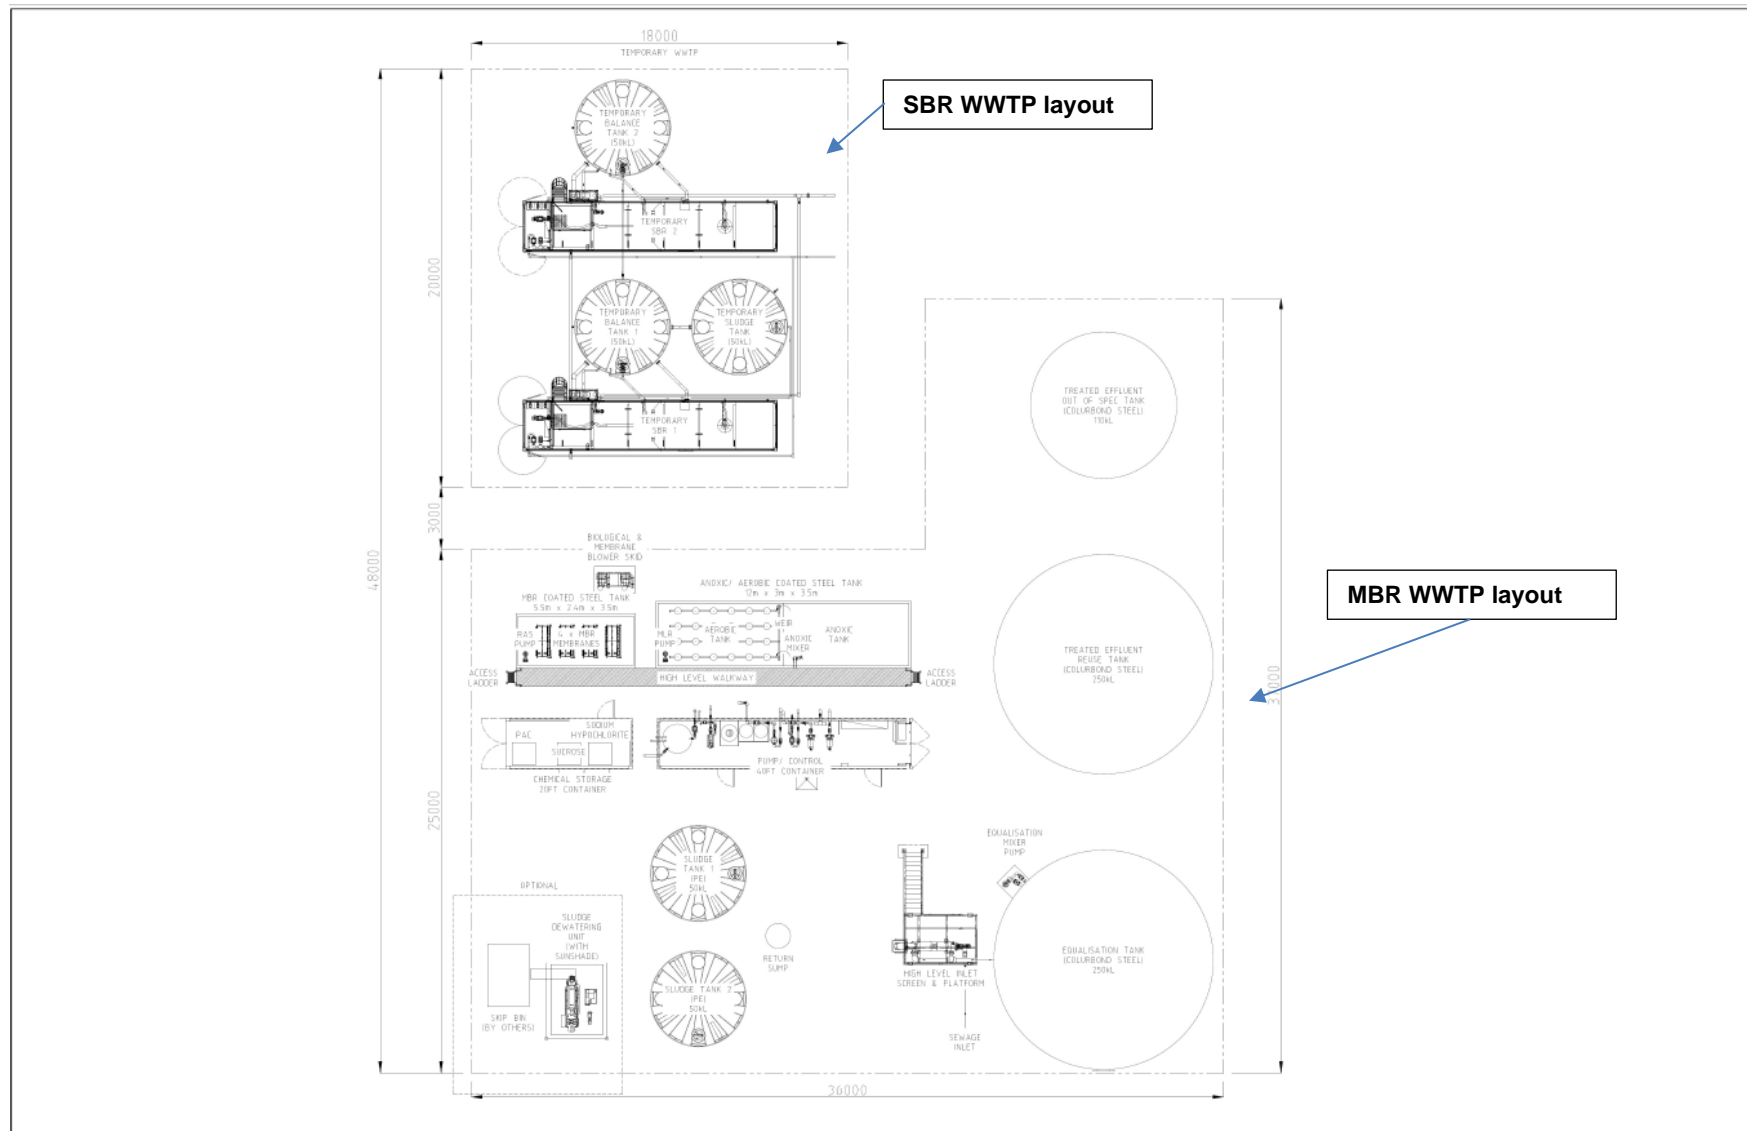 18000
TEMPORARY WWTP
SBR WWTP layout
TEMPORARY
BALANCE
TANK 2
(50kL)
TEMPORARY
SBR 2
20000
TEMPORARY
BALANCE
TANK 1
(50kL)
TEMPORARY
SLUDGE
TANK
(50kL)
TEMPORARY
SBR 1
TREATED EFFLUENT
OUT OF SPEC TANK
(COLURBOND STEEL)
110kL
3000
48000
BIOLOGICAL &
MEMBRANE
BLOWER SKID
ANOXIC/ AEROBIC COATED STEEL TANK
12m x 3m x 3.5m
MBR COATED STEEL TANK
5.5m x 2.4m x 3.5m
MBR WWTP layout
RAS
PUMP
4 x MBR
MEMBRANES
MLR
PUMP
AEROBIC
TANK
WEIR
ANOXIC
MIXER
ANOXIC
TANK
TREATED EFFLUENT
REUSE TANK
(COLURBOND STEEL)
250kL
ACCESS
LADDER
HIGH LEVEL WALKWAY
ACCESS
LADDER
PAC
SODIUM
HYPOCHLORITE
SUCROSE
CHEMICAL STORAGE
20FT CONTAINER
PUMP/ CONTROL
40FT CONTAINER
25000
EQUALISATION
MIXER
PUMP
SLUDGE
TANK 1
(PE)
50kL
OPTIONAL
SLUDGE
DEWATERING
UNIT
(WITH
SUNSHADE)
RETURN
SUMP
EQUALISATION TANK
(COLURBOND STEEL)
250kL
HIGH LEVEL INLET
SCREEN & PLATFORM
SLUDGE TANK 2
(PE)
50kL
SKIP BIN
(BY OTHERS)
SEWAGE
INLET
36000